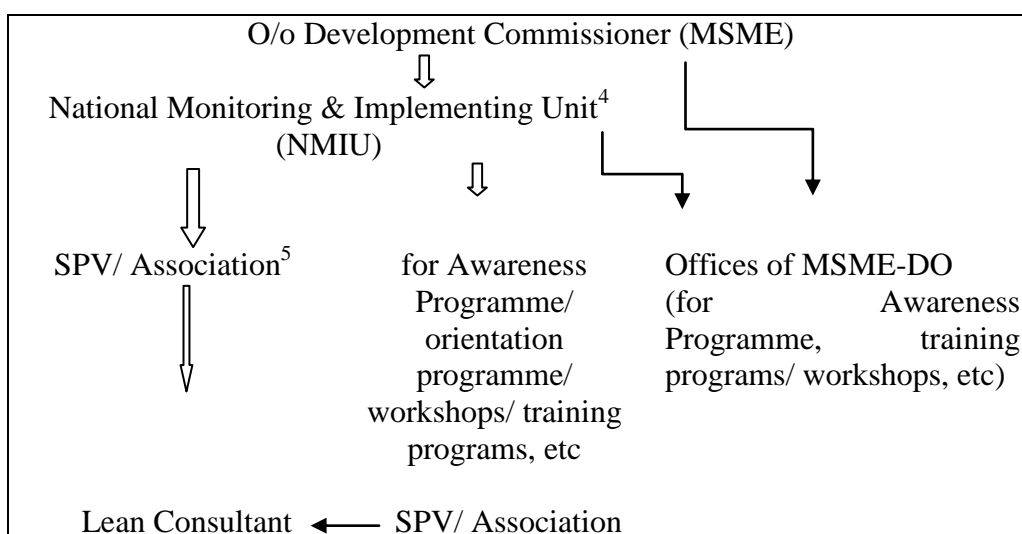 O/o Development Commissioner (MSME)
National Monitoring & Implementing Unit4
(NMIU)
SPV/ Association5
for Awareness
Programme/
orientation
programme/
workshops/ training
programs, etc
Offices of MSME-DO
(for Awareness
Programme, training
programs/ workshops, etc)
Lean Consultant
SPV/ Association